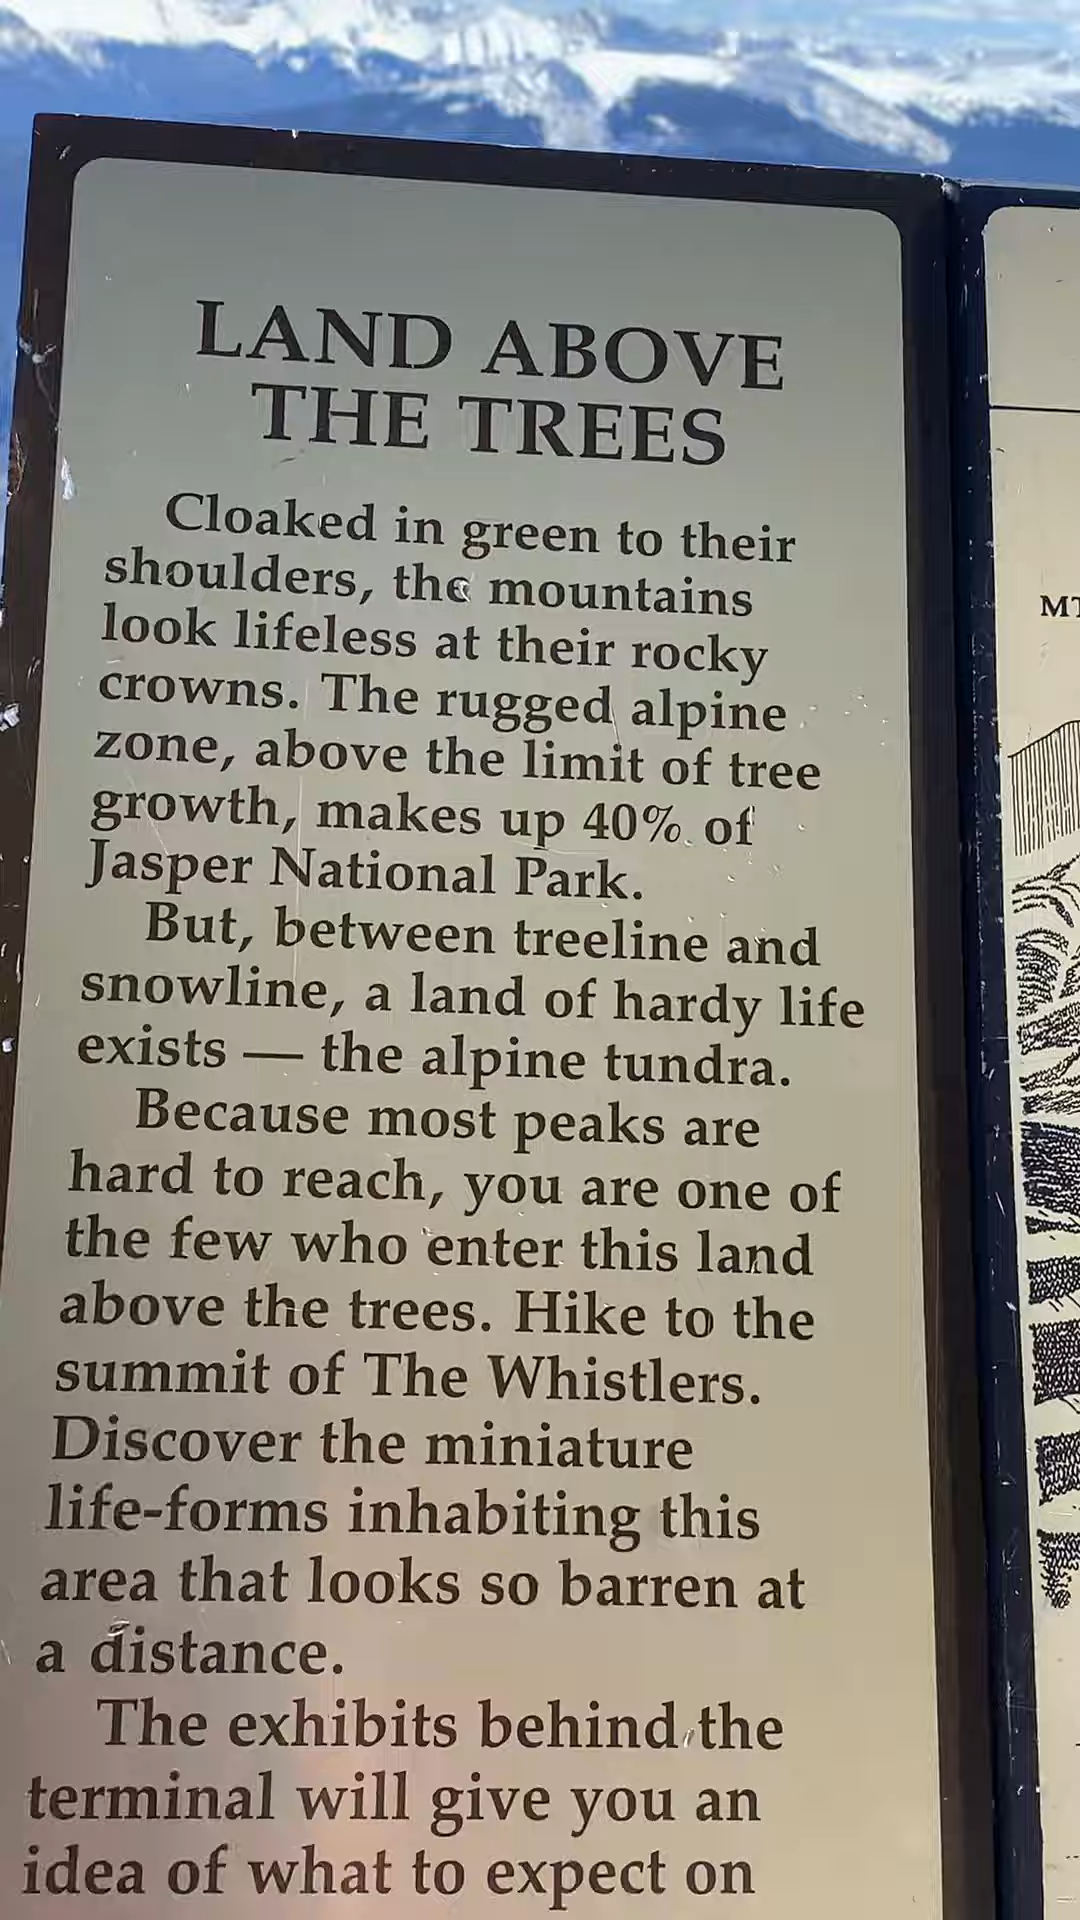 LAND ABOVE
THE TREES
Cloaked in green to their
shoulders, the mountains
look lifeless at their rocky
crowns. The rugged alpine
zone, above the limit of tree
growth, makes up 40% of
Jasper National Park.
But, between treeline and
snowline, a land of hardy life
exists — the alpine tundra.
Because most peaks are
hard to reach, you are one of
the few who enter this land
above the trees. Hike to the
summit of The Whistlers.
Discover the miniature
life-forms inhabiting this
area that looks so barren at
a distance.
The exhibits behind the
terminal will give you an
idea of what to expect on
MT